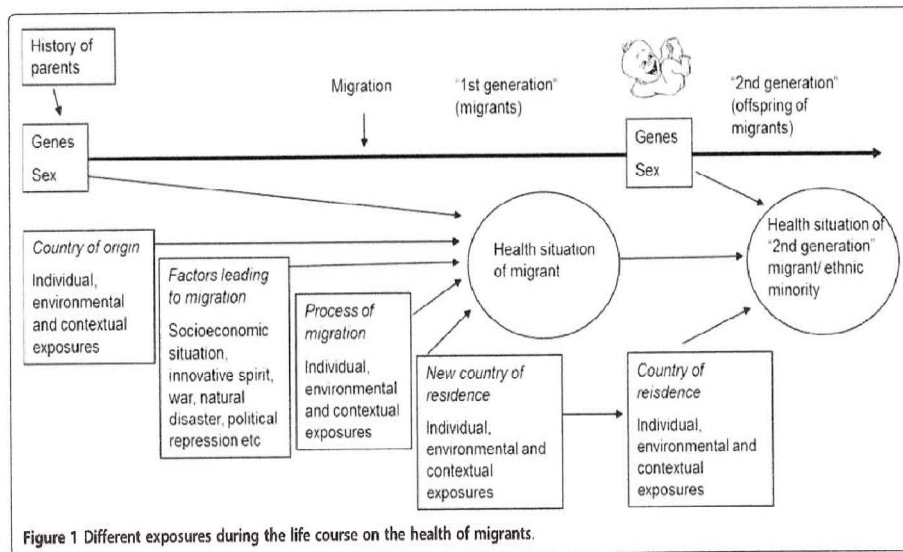 History of
parents
Migration
"1st generation"
(migrants)
"2nd generation"
(offspring of
migrants)
Genes
Sex
Genes
Sex
Country of origin
Individual,
environmental
and contextual
exposures
Factors leading
to migration
Socioeconomic
situation,
innovative spirit,
war, natural
disaster, political
repression etc
Process of
migration
Individual,
environmental
and contextual
exposures
Health situation
of migrant
Health situation of
"2nd generation"
migrant/ ethnic
minority
New country of
residence
Individual,
environmental and
contextual
exposures
Country of
reisdence
Individual,
environmental and
contextual
exposures
Figure 1 Different exposures during the life course on the health of migrants.